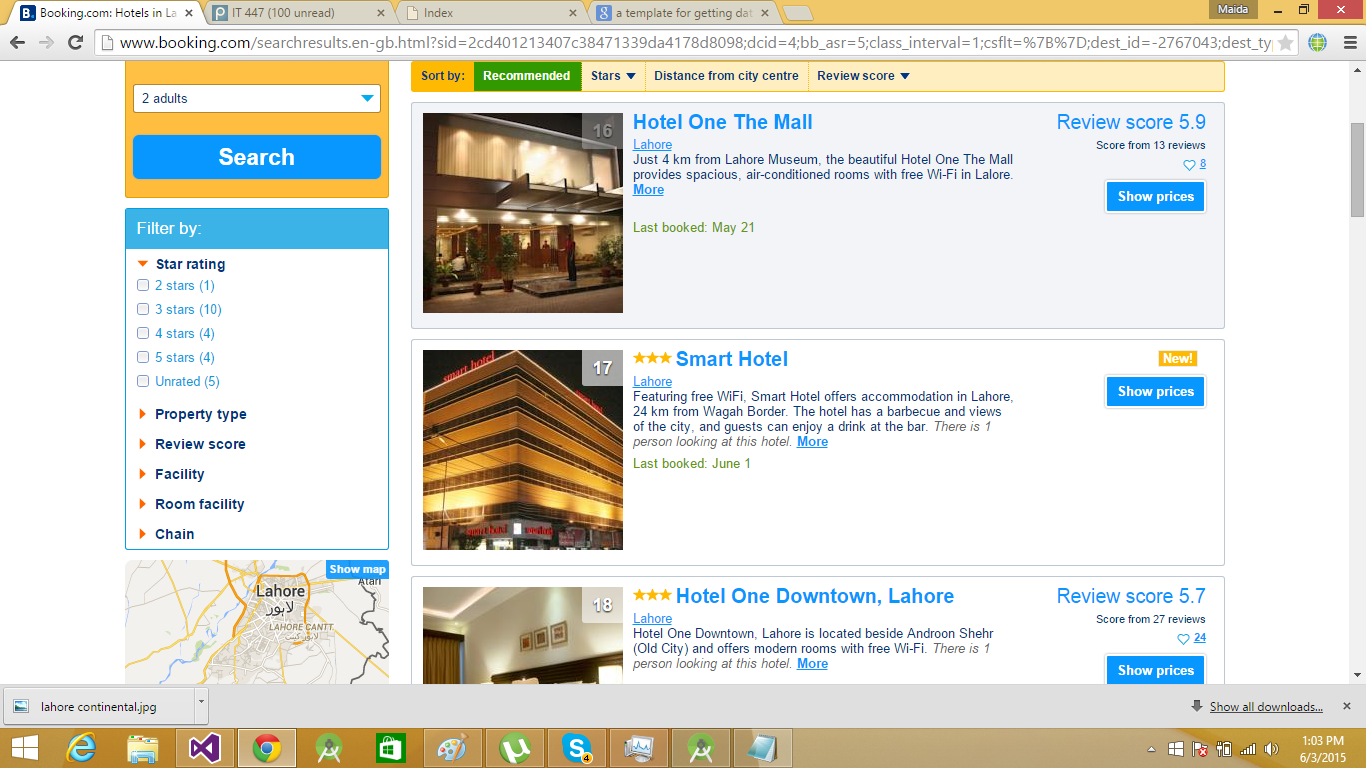 Booking.com: Hotels in La
IT 447 (100 unread)
Index
a template for getting dat
Maida
www.booking.com/searchresults.en-gb.html?sid=2cd401213407c38471339da4178d8098;dcid=4;bb_asr=5;class_interval=1;csflt=%7B%7D;dest_id=-2767043;dest_ty
2 adults
Search
Filter by:
Star rating
2 stars (1)
3 stars (10)
4 stars (4)
5 stars (4)
Unrated (5)
Property type
Review score
Facility
Room facility
Chain
Show map
Atari
Lahore
لاہور
LAHORE CANTT.
لاہور کینٹ
Sort by:
Recommended
Stars
Distance from city centre
Review score
16
Hotel One The Mall
Lahore
Just 4 km from Lahore Museum, the beautiful Hotel One The Mall
provides spacious, air-conditioned rooms with free Wi-Fi in Lalore.
More
Last booked: May 21
Review score 5.9
Score from 13 reviews
8
Show prices
smart hotel
smart hotel
17
Smart Hotel
Lahore
Featuring free WiFi, Smart Hotel offers accommodation in Lahore,
24 km from Wagah Border. The hotel has a barbecue and views
of the city, and guests can enjoy a drink at the bar. There is 1
person looking at this hotel. More
Last booked: June 1
New!
Show prices
18
Hotel One Downtown, Lahore
Lahore
Hotel One Downtown, Lahore is located beside Androon Shehr
(Old City) and offers modern rooms with free Wi-Fi. There is 1
person looking at this hotel. More
Review score 5.7
Score from 27 reviews
24
Show prices
lahore continental.jpg
Show all downloads...
4
1:03 PM
6/3/2015